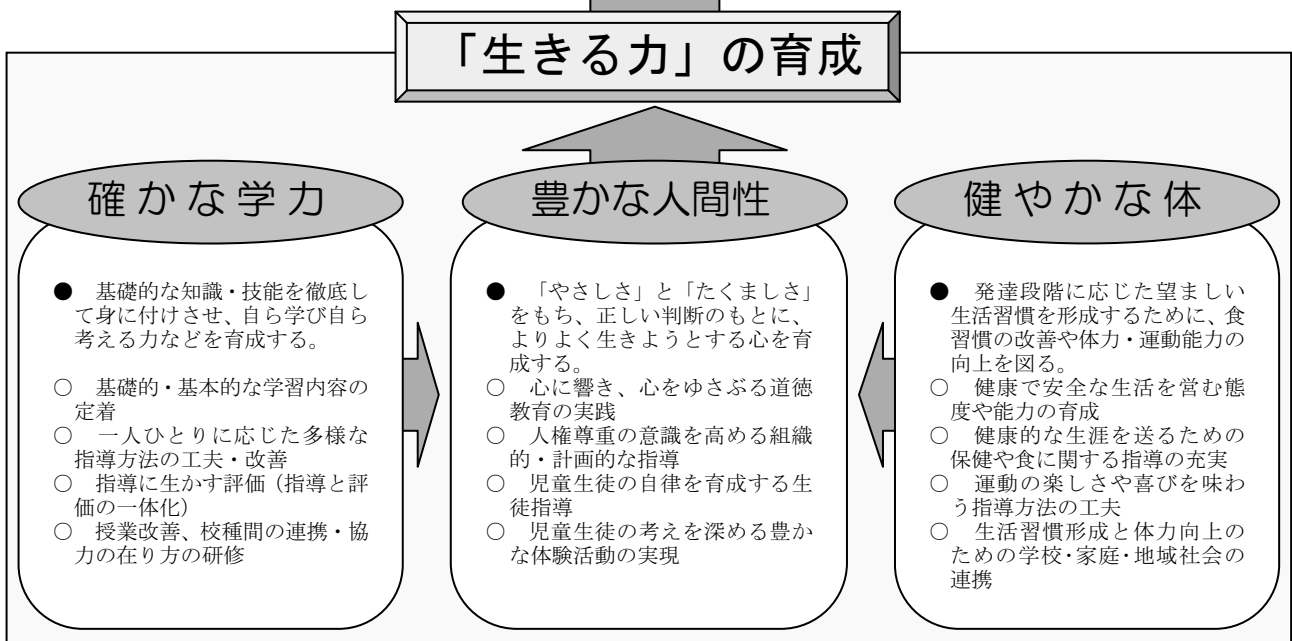 「生きる力」の育成
確かな学力
● 基礎的な知識・技能を徹底し
て身に付けさせ、自ら学び自ら
考える力などを育成する。
○ 基礎的・基本的な学習内容の
定着
○ 一人ひとりに応じた多様な
指導方法の工夫・改善
○ 指導に生かす評価（指導と評
価の一体化）
○ 授業改善、校種間の連携・協
力の在り方の研修
豊かな人間性
● 「やさしさ」と「たくましさ」
をもち、正しい判断のもとに、
よりよく生きようとする心を育
成する。
○ 心に響き、心をゆさぶる道徳
教育の実践
○ 人権尊重の意識を高める組織
的・計画的な指導
○ 児童生徒の自律を育成する生
徒指導
○ 児童生徒の考えを深める豊か
な体験活動の実現
健やかな体
● 発達段階に応じた望ましい
生活習慣を形成するために、食
習慣の改善や体力・運動能力の
向上を図る。
○ 健康で安全な生活を営む態
度や能力の育成
○ 健康的な生涯を送るための
保健や食に関する指導の充実
○ 運動の楽しさや喜びを味わ
う指導方法の工夫
○ 生活習慣形成と体力向上の
ための学校・家庭・地域社会の
連携